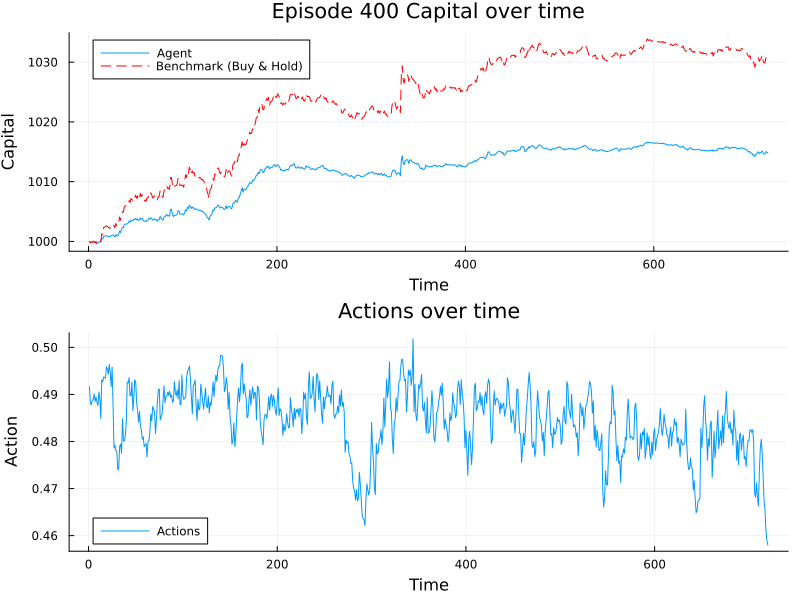 Episode 400 Capital over time
Agent
Benchmark (Buy & Hold)
1030
1020
1010
1000
Capital
0
200
400
600
Time
Actions over time
0.50
0.49
0.48
0.47
0.46
Action
Actions
0
200
400
600
Time